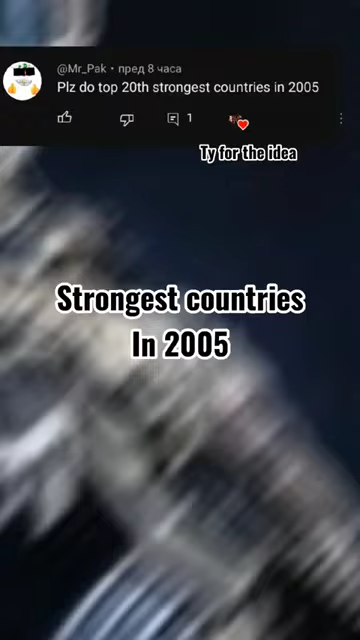 @Mr_Pak • пред 8 часа
Plz do top 20th strongest countries in 2005
1
Ty for the idea
Strongest countries
In 2005